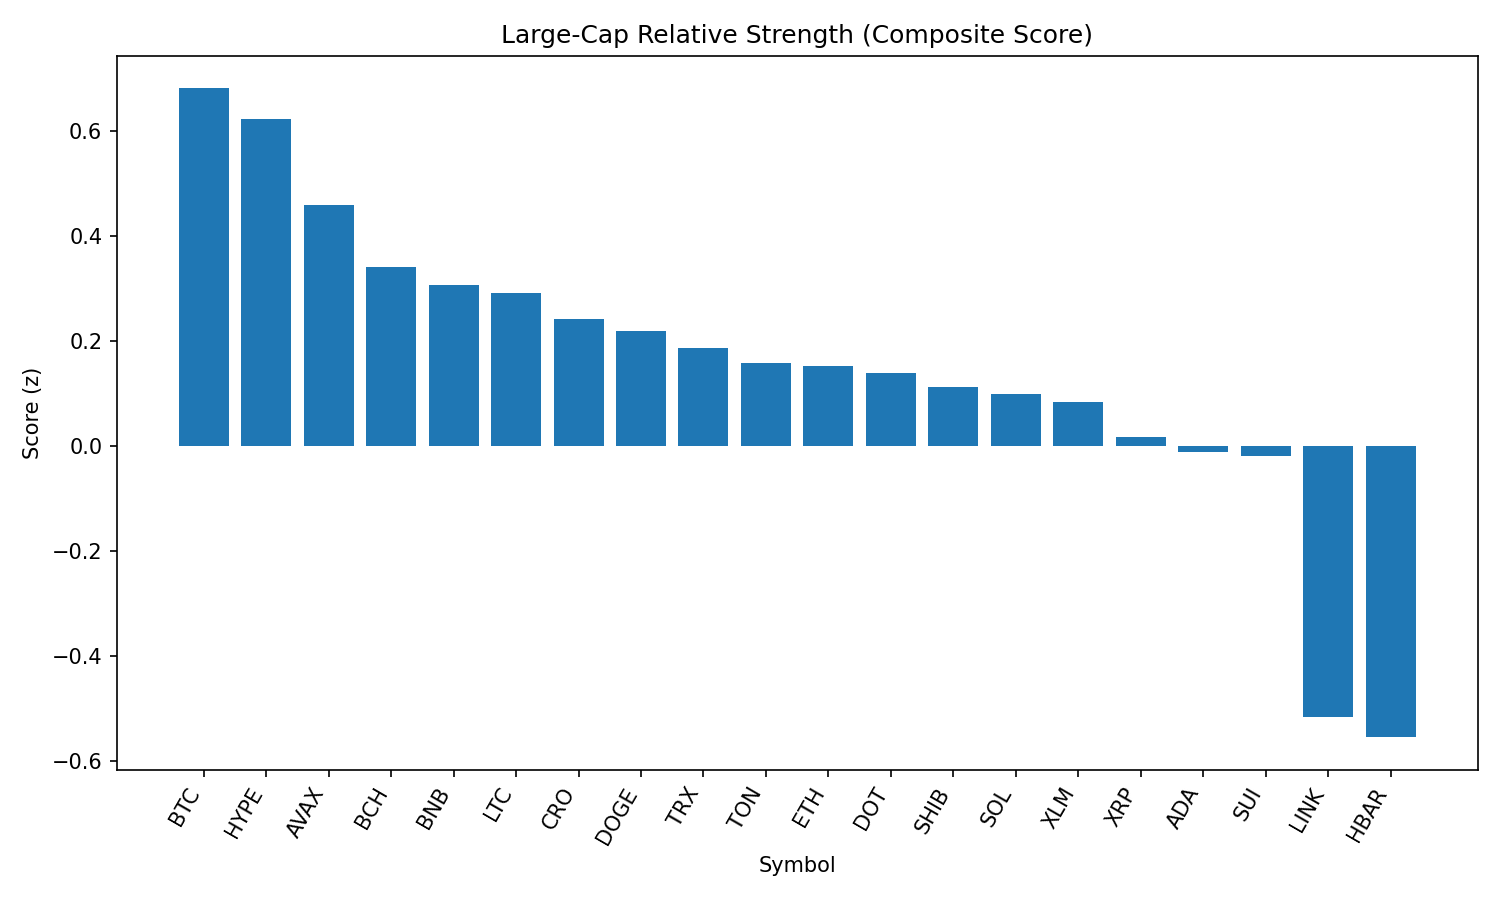 Large-Cap Relative Strength (Composite Score)
0.6
0.4
0.2
0.0
−0.2
−0.4
−0.6
Score (z)
BTC
HYPE
AVAX
BCH
BNB
LTC
CRO
DOGE
TRX
TON
ETH
DOT
SHIB
SOL
XLM
XRP
ADA
SUI
LINK
HBAR
Symbol